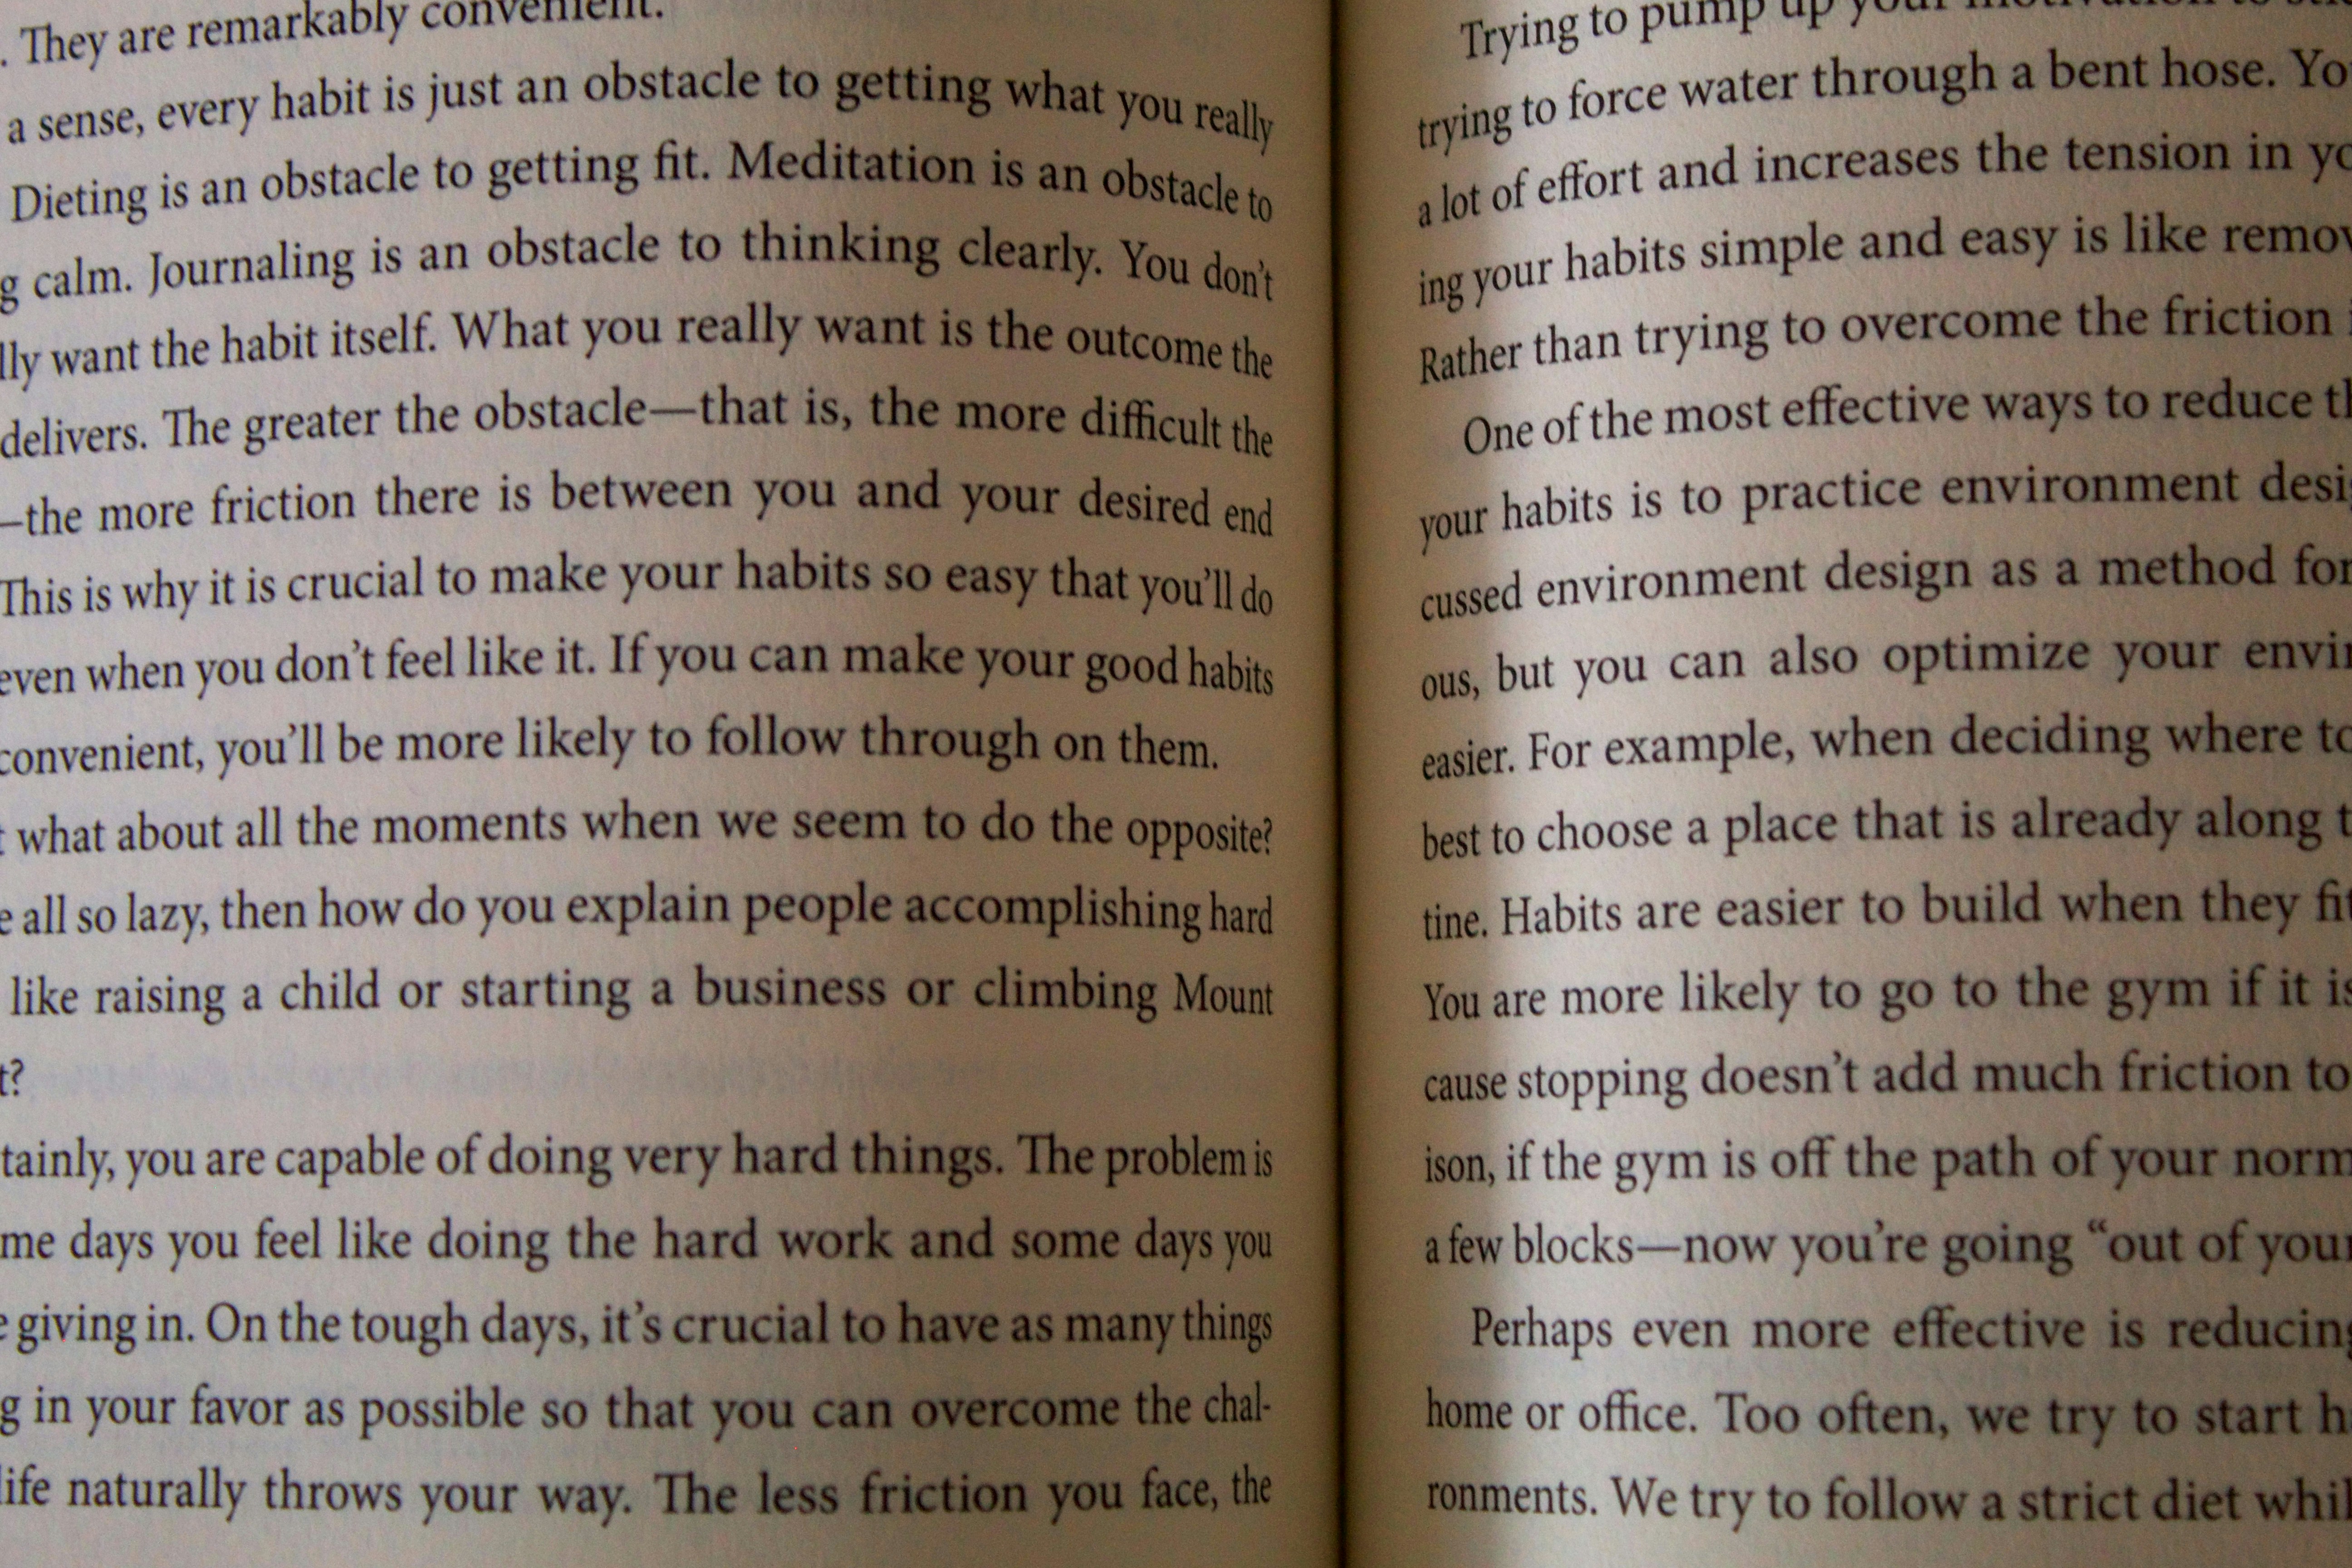 . They are remarkably convenient.
a sense, every habit is just an obstacle to getting what you really
Dieting is an obstacle to getting fit. Meditation is an obstacle to
g calm. Journaling is an obstacle to thinking clearly. You don't
lly want the habit itself. What you really want is the outcome the
delivers. The greater the obstacle—that is, the more difficult the
—the more friction there is between you and your desired end
This is why it is crucial to make your habits so easy that you'll do
even when you don't feel like it. If you can make your good habits
convenient, you'll be more likely to follow through on them.
t what about all the moments when we seem to do the opposite?
e all so lazy, then how do you explain people accomplishing hard
like raising a child or starting a business or climbing Mount
t?
tainly, you are capable of doing very hard things. The problem is
me days you feel like doing the hard work and some days you
e giving in. On the tough days, it's crucial to have as many things
g in your favor as possible so that you can overcome the chal-
life naturally throws your way. The less friction you face, the
Trying to pump up your motivation to
trying to force water through a bent hose. Yo
a lot of effort and increases the tension in yo
ing your habits simple and easy is like remov
Rather than trying to overcome the friction
One of the most effective ways to reduce th
your habits is to practice environment desi
cussed environment design as a method for
ous, but you can also optimize your envi
easier. For example, when deciding where to
best to choose a place that is already along t
tine. Habits are easier to build when they fit
You are more likely to go to the gym if it is
cause stopping doesn't add much friction to
ison, if the gym is off the path of your norm
a few blocks—now you're going "out of your
Perhaps even more effective is reducing
home or office. Too often, we try to start h
ronments. We try to follow a strict diet whil